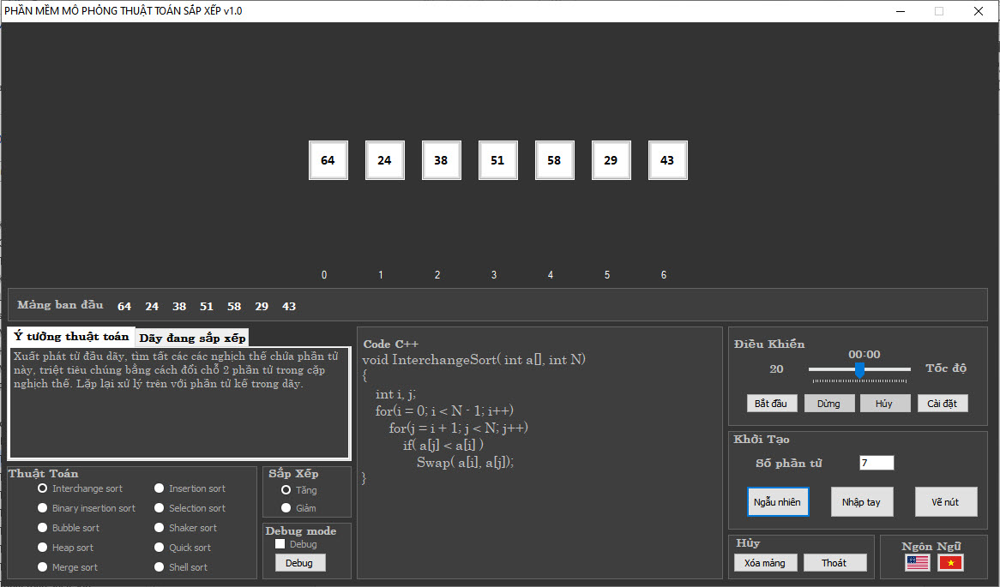 PHẦN MỀM MÔ PHỎNG THUẬT TOÁN SẮP XẾP v1.0
64 24 38 51 58 29 43
0 1 2 3 4 5 6
Mảng ban đầu 64 24 38 51 58 29 43
Ý tưởng thuật toán Dãy đang sắp xếp
Xuất phát từ đầu dãy, tìm tất các các nghịch thế chứa phần tử
này, triệt tiêu chúng bằng cách đổi chỗ 2 phần tử trong cặp
nghịch thế. Lặp lại xử lý trên với phần tử kế trong dãy.
Thuật Toán
Interchange sort Insertion sort
Binary insertion sort Selection sort
Bubble sort Shaker sort
Heap sort Quick sort
Merge sort Shell sort
Sắp Xếp
Tăng
Giảm
Debug mode
Debug
Debug
Code C++
void InterchangeSort( int a[], int N)
{
int i, j;
for(i = 0; i < N - 1; i++)
for(j = i + 1; j < N; j++)
if( a[j] < a[i] )
Swap( a[i], a[j]);
}
Điều Khiển
00:00
20 Tốc độ
Bắt đầu Dừng Hủy Cài đặt
Khởi Tạo
Số phần tử 7
Ngẫu nhiên Nhập tay Vẽ nút
Hủy
Xóa mảng Thoát
Ngôn Ngữ